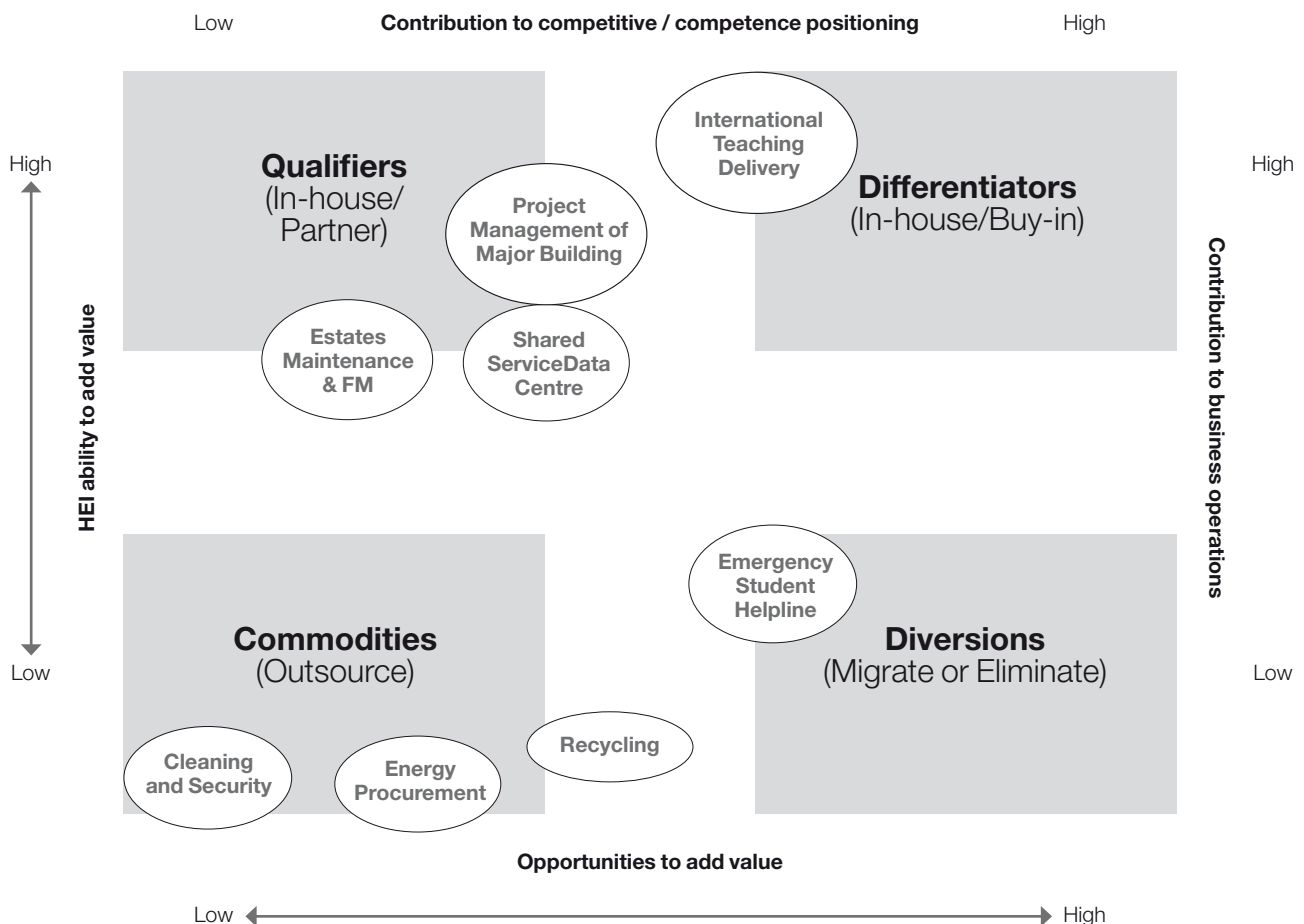 Low Contribution to competitive / competence positioning High
International
Teaching
Delivery
High
High
Qualifiers
(In-house/
Partner)
Differentiators
(In-house/Buy-in)
Project
Management of
Major Building
Estates
Maintenance
& FM
Shared
ServiceData
Centre
HEI ability to add value
Contribution to business operations
Emergency
Student
Helpline
Commodities
(Outsource)
Diversions
(Migrate or Eliminate)
Low
Low
Cleaning
and Security
Energy
Procurement
Recycling
Opportunities to add value
Low High